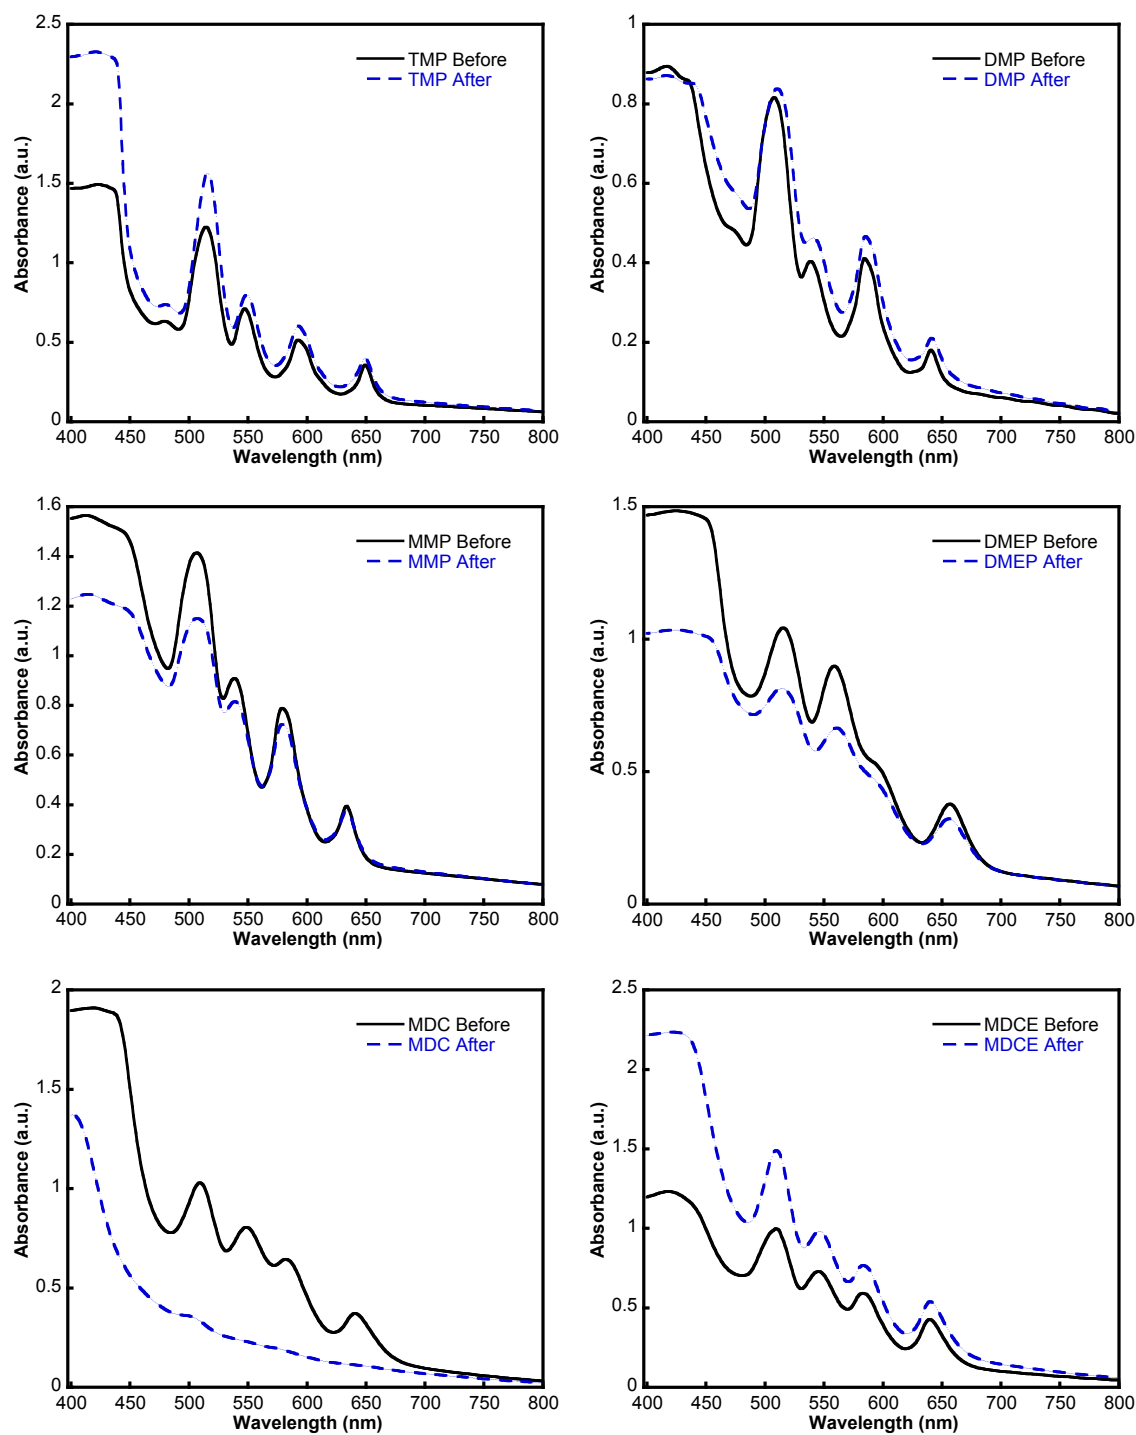 2.5
2
1.5
1
0.5
0
400 450 500 550 600 650 700 750 800
Absorbance (a.u.)
Wavelength (nm)
TMP Before
TMP After
1
0.8
0.6
0.4
0.2
0
400 450 500 550 600 650 700 750 800
Absorbance (a.u.)
Wavelength (nm)
DMP Before
DMP After
1.6
1.4
1.2
1
0.8
0.6
0.4
0.2
0
400 450 500 550 600 650 700 750 800
Absorbance (a.u.)
Wavelength (nm)
MMP Before
MMP After
1.5
1
0.5
0
400 450 500 550 600 650 700 750 800
Absorbance (a.u.)
Wavelength (nm)
DMEP Before
DMEP After
2
1.5
1
0.5
0
400 450 500 550 600 650 700 750 800
Absorbance (a.u.)
Wavelength (nm)
MDC Before
MDC After
2.5
2
1.5
1
0.5
0
400 450 500 550 600 650 700 750 800
Absorbance (a.u.)
Wavelength (nm)
MDCE Before
MDCE After